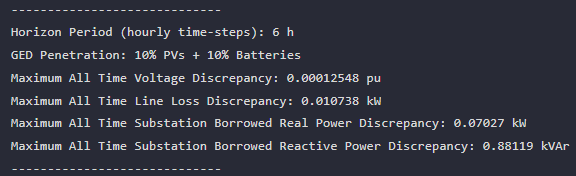 -----------------------------
Horizon Period (hourly time-steps): 6 h
GED Penetration: 10% PVs + 10% Batteries
Maximum All Time Voltage Discrepancy: 0.00012548 pu
Maximum All Time Line Loss Discrepancy: 0.010738 kW
Maximum All Time Substation Borrowed Real Power Discrepancy: 0.07027 kW
Maximum All Time Substation Borrowed Reactive Power Discrepancy: 0.88119 kVAr
-----------------------------